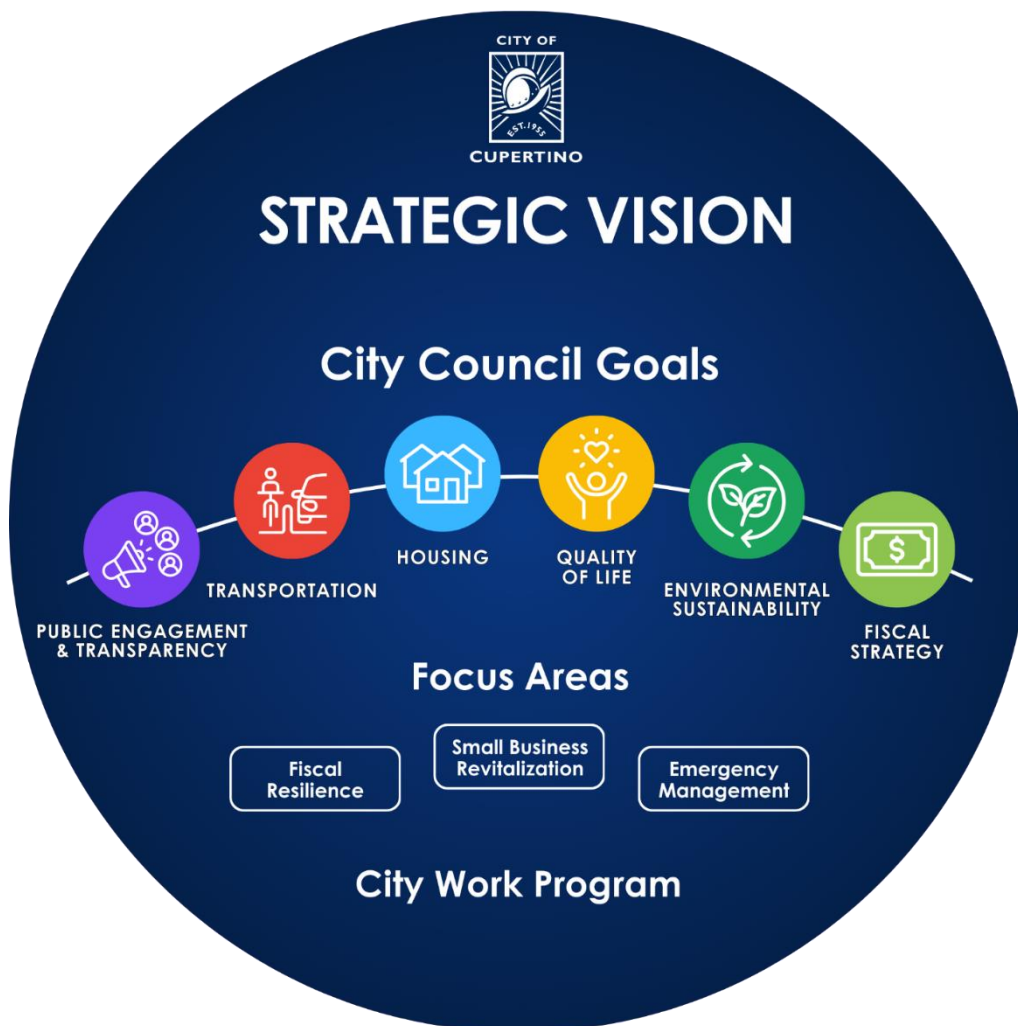 CITY OF
EST. 1955
CUPERTINO
STRATEGIC VISION
City Council Goals
PUBLIC ENGAGEMENT
& TRANSPARENCY
TRANSPORTATION
HOUSING
QUALITY
OF LIFE
ENVIRONMENTAL
SUSTAINABILITY
$
FISCAL
STRATEGY
Focus Areas
Fiscal
Resilience
Small Business
Revitalization
Emergency
Management
City Work Program